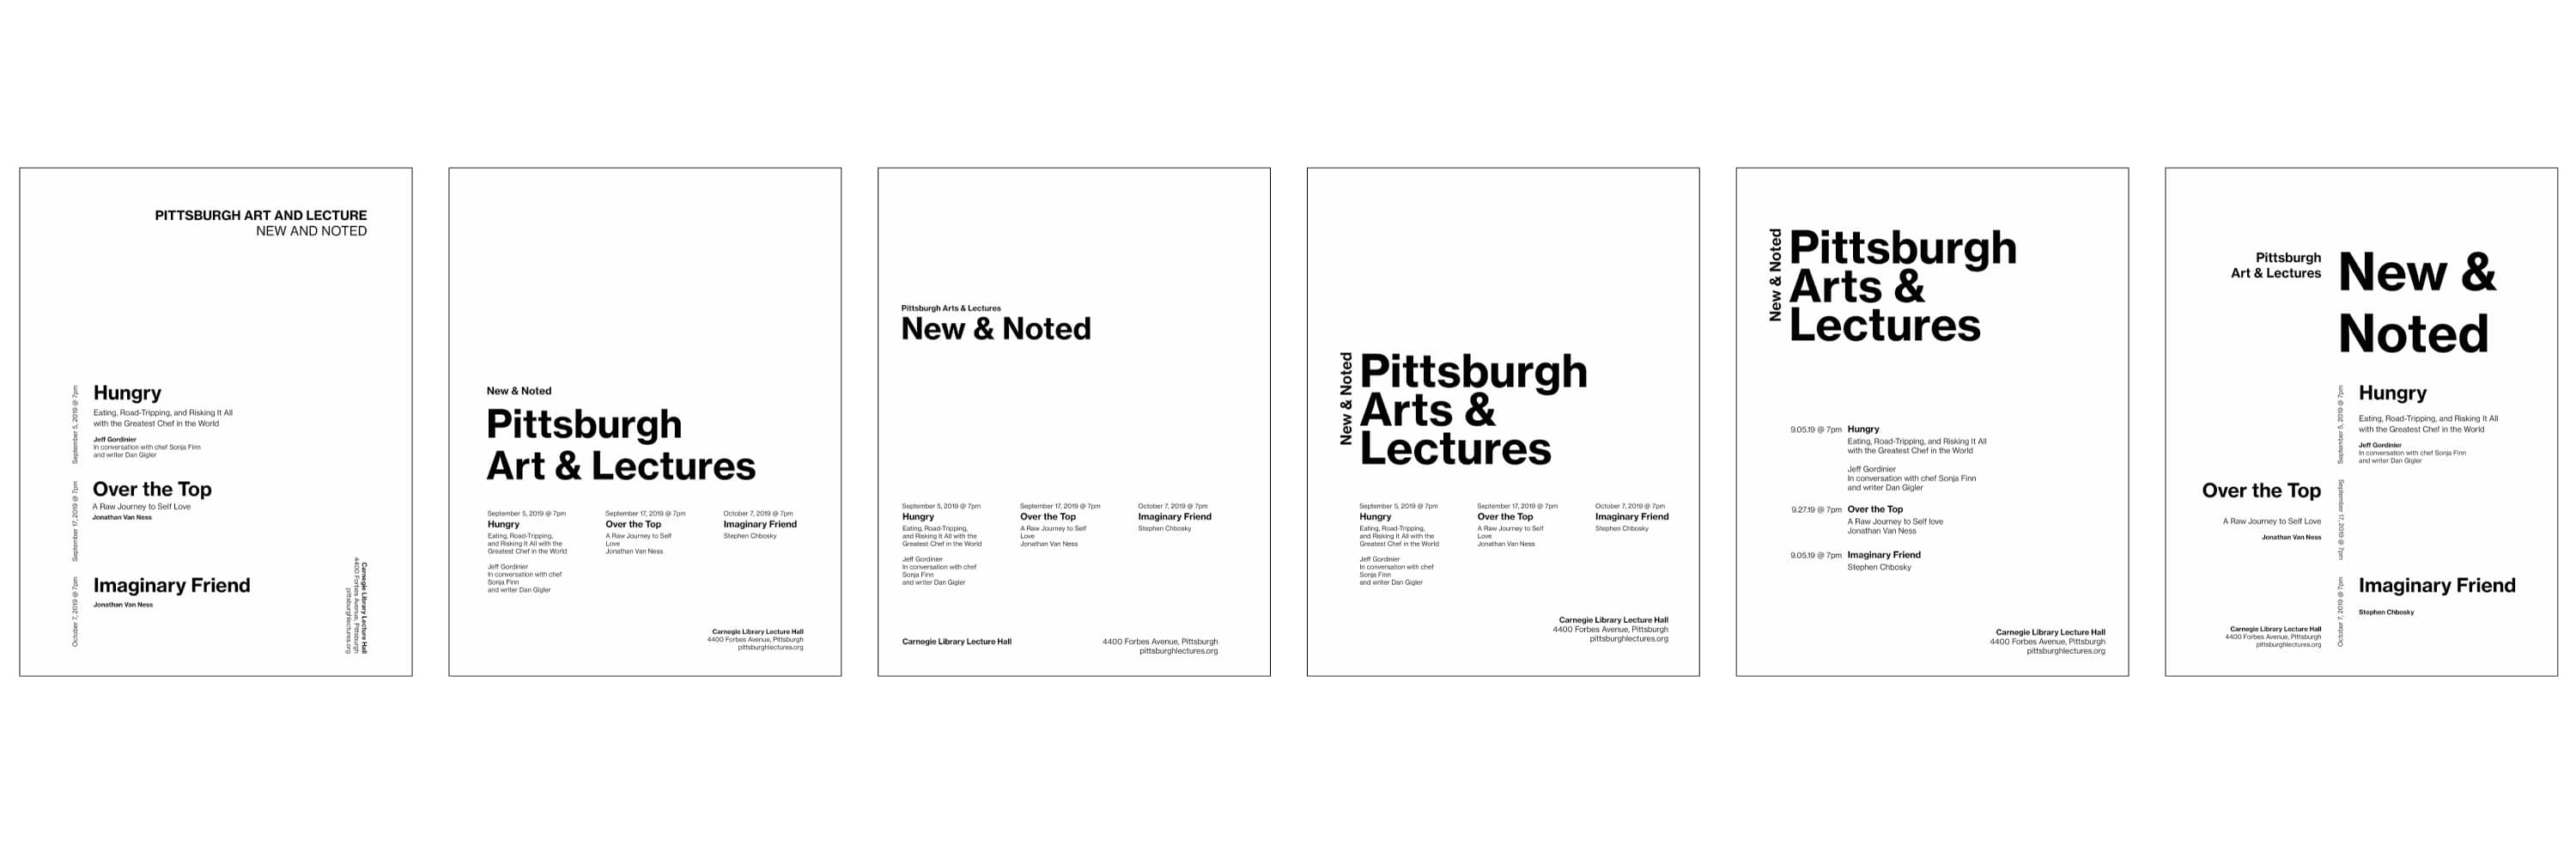 PITTSBURGH ART AND LECTURE
NEW AND NOTED
September 5, 2019 @ 7pm
Hungry
Eating, Road-Tripping, and Risking It All
with the Greatest Chef in the World
Jeff Gordinier
In conversation with chef Sonja Finn
and writer Dan Gigler
September 17, 2019 @ 7pm
Over the Top
A Raw Journey to Self Love
Jonathan Van Ness
October 7, 2019 @ 7pm
Imaginary Friend
Jonathan Van Ness
Carnegie Library Lecture Hall
4400 Forbes Avenue, Pittsburgh
pittsburghlectures.org
New & Noted
Pittsburgh
Art & Lectures
September 5, 2019 @ 7pm
Hungry
Eating, Road-Tripping,
and Risking It All with the
Greatest Chef in the World
Jeff Gordinier
In conversation with chef
Sonja Finn
and writer Dan Gigler
September 17, 2019 @ 7pm
Over the Top
A Raw Journey to Self
Love
Jonathan Van Ness
October 7, 2019 @ 7pm
Imaginary Friend
Stephen Chbosky
Carnegie Library Lecture Hall
4400 Forbes Avenue, Pittsburgh
pittsburghlectures.org
Pittsburgh Arts & Lectures
New & Noted
September 5, 2019 @ 7pm
Hungry
Eating, Road-Tripping,
and Risking It All with the
Greatest Chef in the World
Jeff Gordinier
In conversation with chef
Sonja Finn
and writer Dan Gigler
September 17, 2019 @ 7pm
Over the Top
A Raw Journey to Self
Love
Jonathan Van Ness
October 7, 2019 @ 7pm
Imaginary Friend
Stephen Chbosky
Carnegie Library Lecture Hall
4400 Forbes Avenue, Pittsburgh
pittsburghlectures.org
New & Noted
Pittsburgh
Arts &
Lectures
September 5, 2019 @ 7pm
Hungry
Eating, Road-Tripping,
and Risking It All with the
Greatest Chef in the World
Jeff Gordinier
In conversation with chef
Sonja Finn
and writer Dan Gigler
September 17, 2019 @ 7pm
Over the Top
A Raw Journey to Self
Love
Jonathan Van Ness
October 7, 2019 @ 7pm
Imaginary Friend
Stephen Chbosky
Carnegie Library Lecture Hall
4400 Forbes Avenue, Pittsburgh
pittsburghlectures.org
New & Noted
Pittsburgh
Arts &
Lectures
9.05.19 @ 7pm Hungry
Eating, Road-Tripping, and Risking It All
with the Greatest Chef in the World
Jeff Gordinier
In conversation with chef Sonja Finn
and writer Dan Gigler
9.27.19 @ 7pm Over the Top
A Raw Journey to Self love
Jonathan Van Ness
9.05.19 @ 7pm Imaginary Friend
Stephen Chbosky
Carnegie Library Lecture Hall
4400 Forbes Avenue, Pittsburgh
pittsburghlectures.org
Pittsburgh
Art & Lectures
New &
Noted
September 5, 2019 @ 7pm
Hungry
Eating, Road-Tripping, and Risking It All
with the Greatest Chef in the World
Jeff Gordinier
In conversation with chef Sonja Finn
and writer Dan Gigler
Over the Top
A Raw Journey to Self Love
Jonathan Van Ness
September 17, 2019 @ 7pm
October 7, 2019 @ 7pm
Imaginary Friend
Stephen Chbosky
Carnegie Library Lecture Hall
4400 Forbes Avenue, Pittsburgh
pittsburghlectures.org